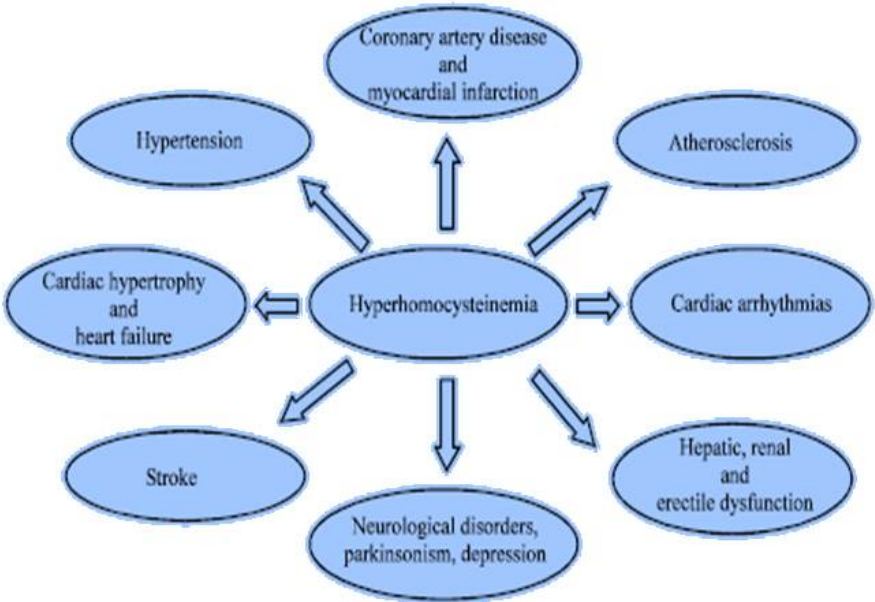 Coronary artery disease
and
myocardial infarction
Hypertension
Atherosclerosis
Cardiac hypertrophy
and
heart failure
Hyperhomocysteinemia
Cardiac arrhythmias
Stroke
Hepatic, renal
and
erectile dysfunction
Neurological disorders,
parkinsonism, depression